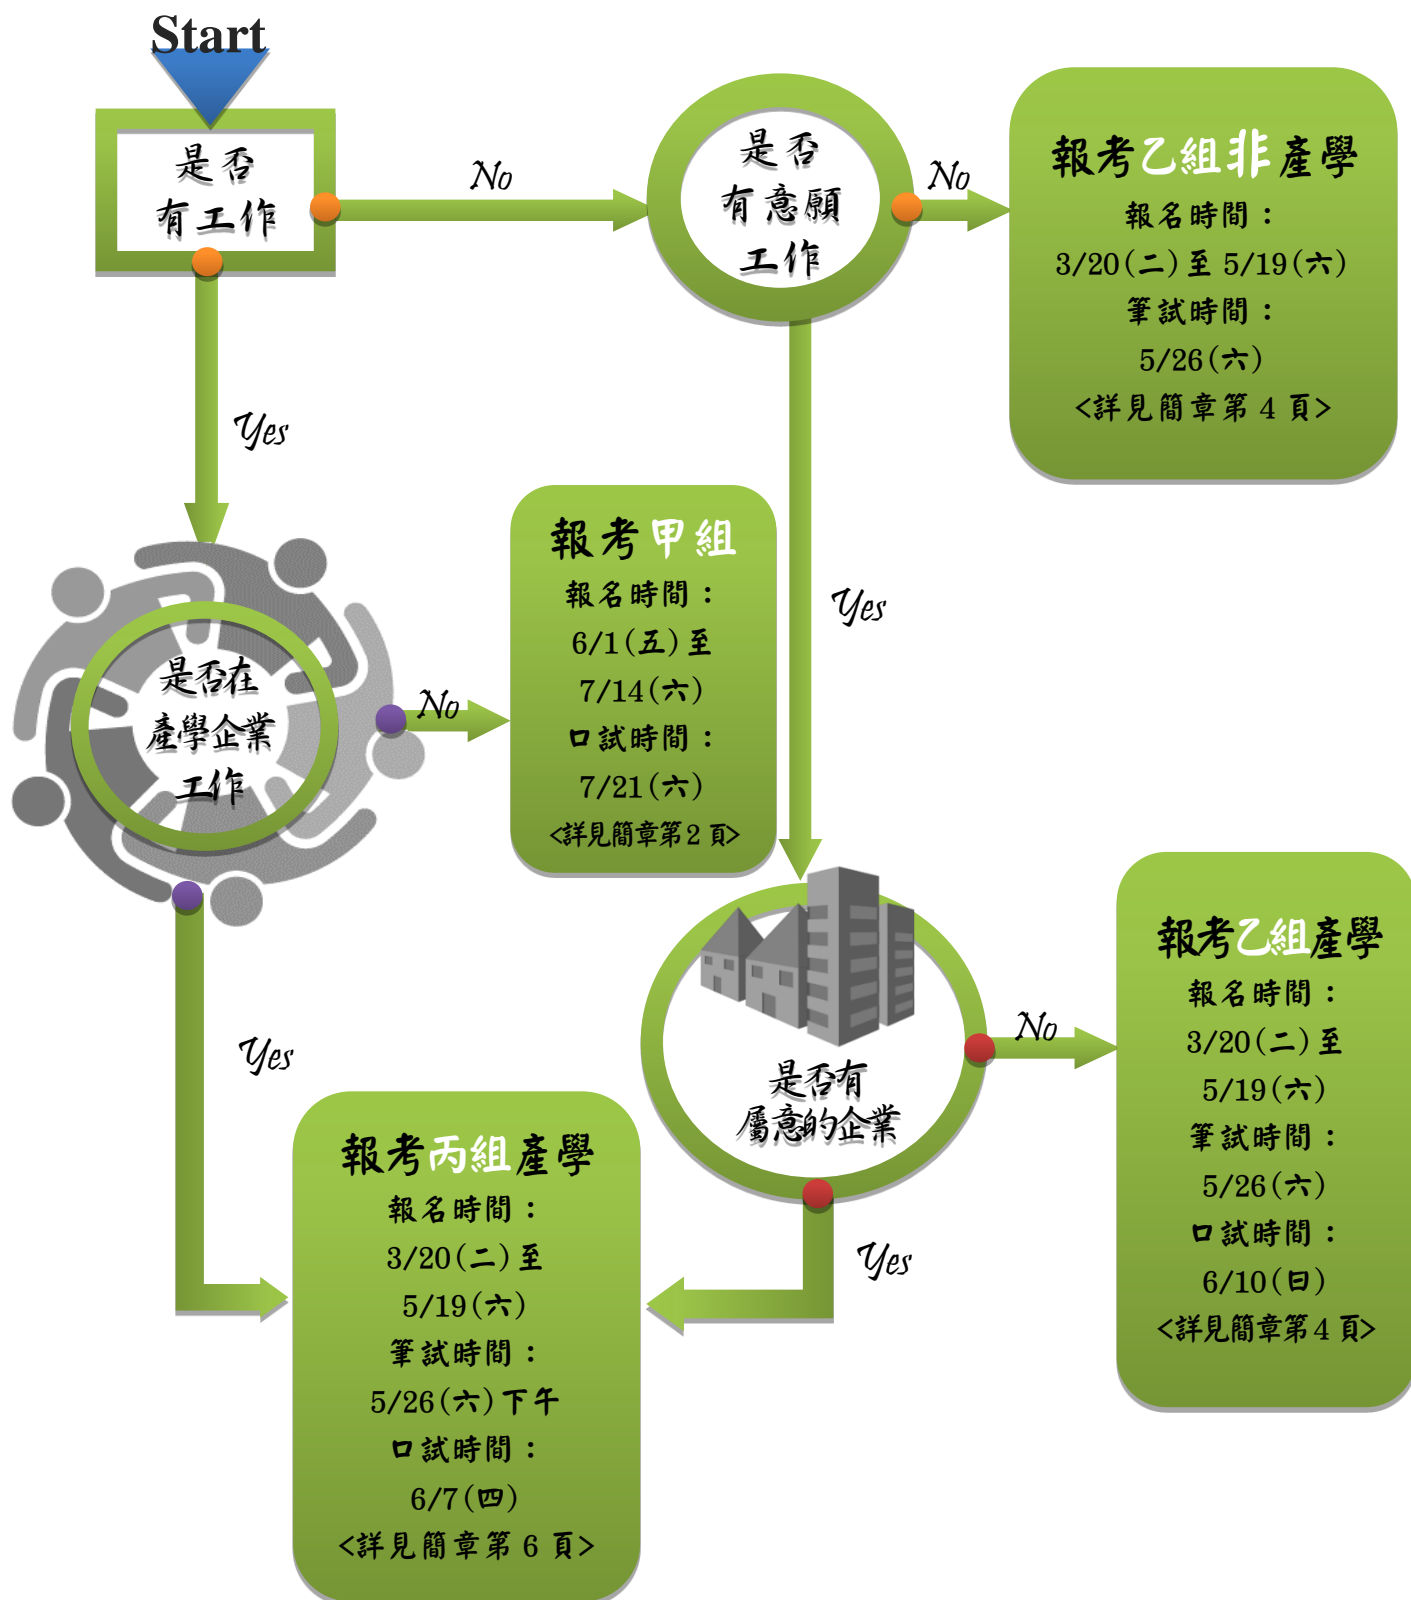 Start
是否
有工作
No
是否
有意願
工作
No
報考乙組非產學
報名時間：
3/20(二)至 5/19(六)
筆試時間：
5/26(六)
<詳見簡章第 4 頁>
Yes
是否在
產學企業
工作
No
報考甲組
報名時間：
6/1(五)至
7/14(六)
口試時間：
7/21(六)
<詳見簡章第 2 頁>
Yes
是否有
屬意的企業
No
報考乙組產學
報名時間：
3/20(二)至
5/19(六)
筆試時間：
5/26(六)
口試時間：
6/10(日)
<詳見簡章第 4 頁>
Yes
Yes
報考丙組產學
報名時間：
3/20(二)至
5/19(六)
筆試時間：
5/26(六)下午
口試時間：
6/7(四)
<詳見簡章第 6 頁>